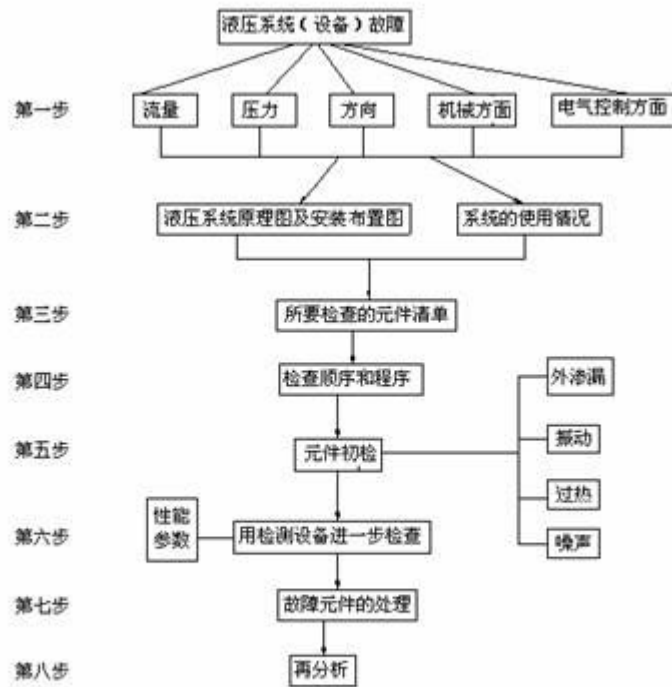 液压系统（设备）故障
第一步
流量
压力
方向
机械方面
电气控制方面
第二步
液压系统原理图及安装布置图
系统的使用情况
第三步
所要检查的元件清单
第四步
检查顺序和程序
外渗漏
第五步
元件初检
振动
过热
噪声
第六步
性能
参数
用检测设备进一步检查
第七步
故障元件的处理
第八步
再分析